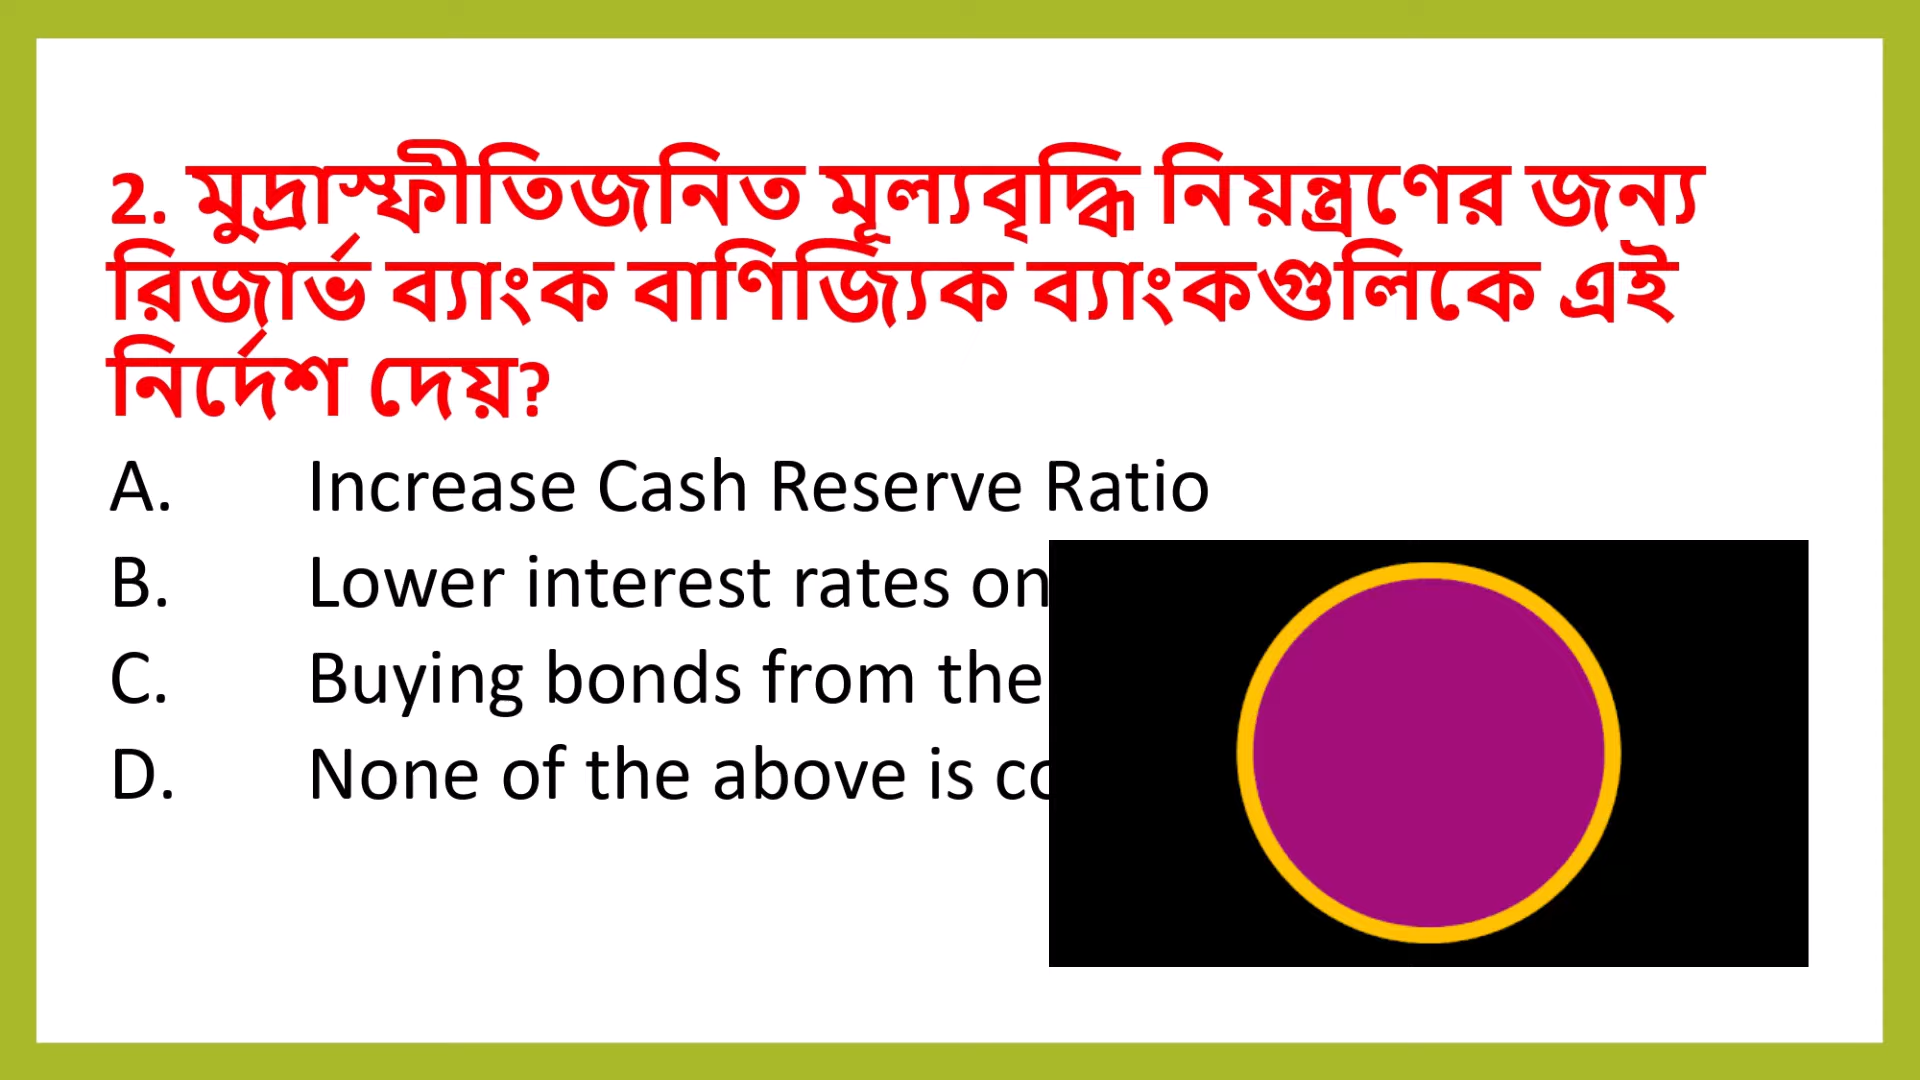 2. মুদ্রাস্ফীতিজনিত মূল্যবৃদ্ধি নিয়ন্ত্রণের জন্য
রিজার্ভ ব্যাংক বাণিজ্যিক ব্যাংকগুলিকে এই
নির্দেশ দেয়?
A. Increase Cash Reserve Ratio
B. Lower interest rates on
C. Buying bonds from the
D. None of the above is